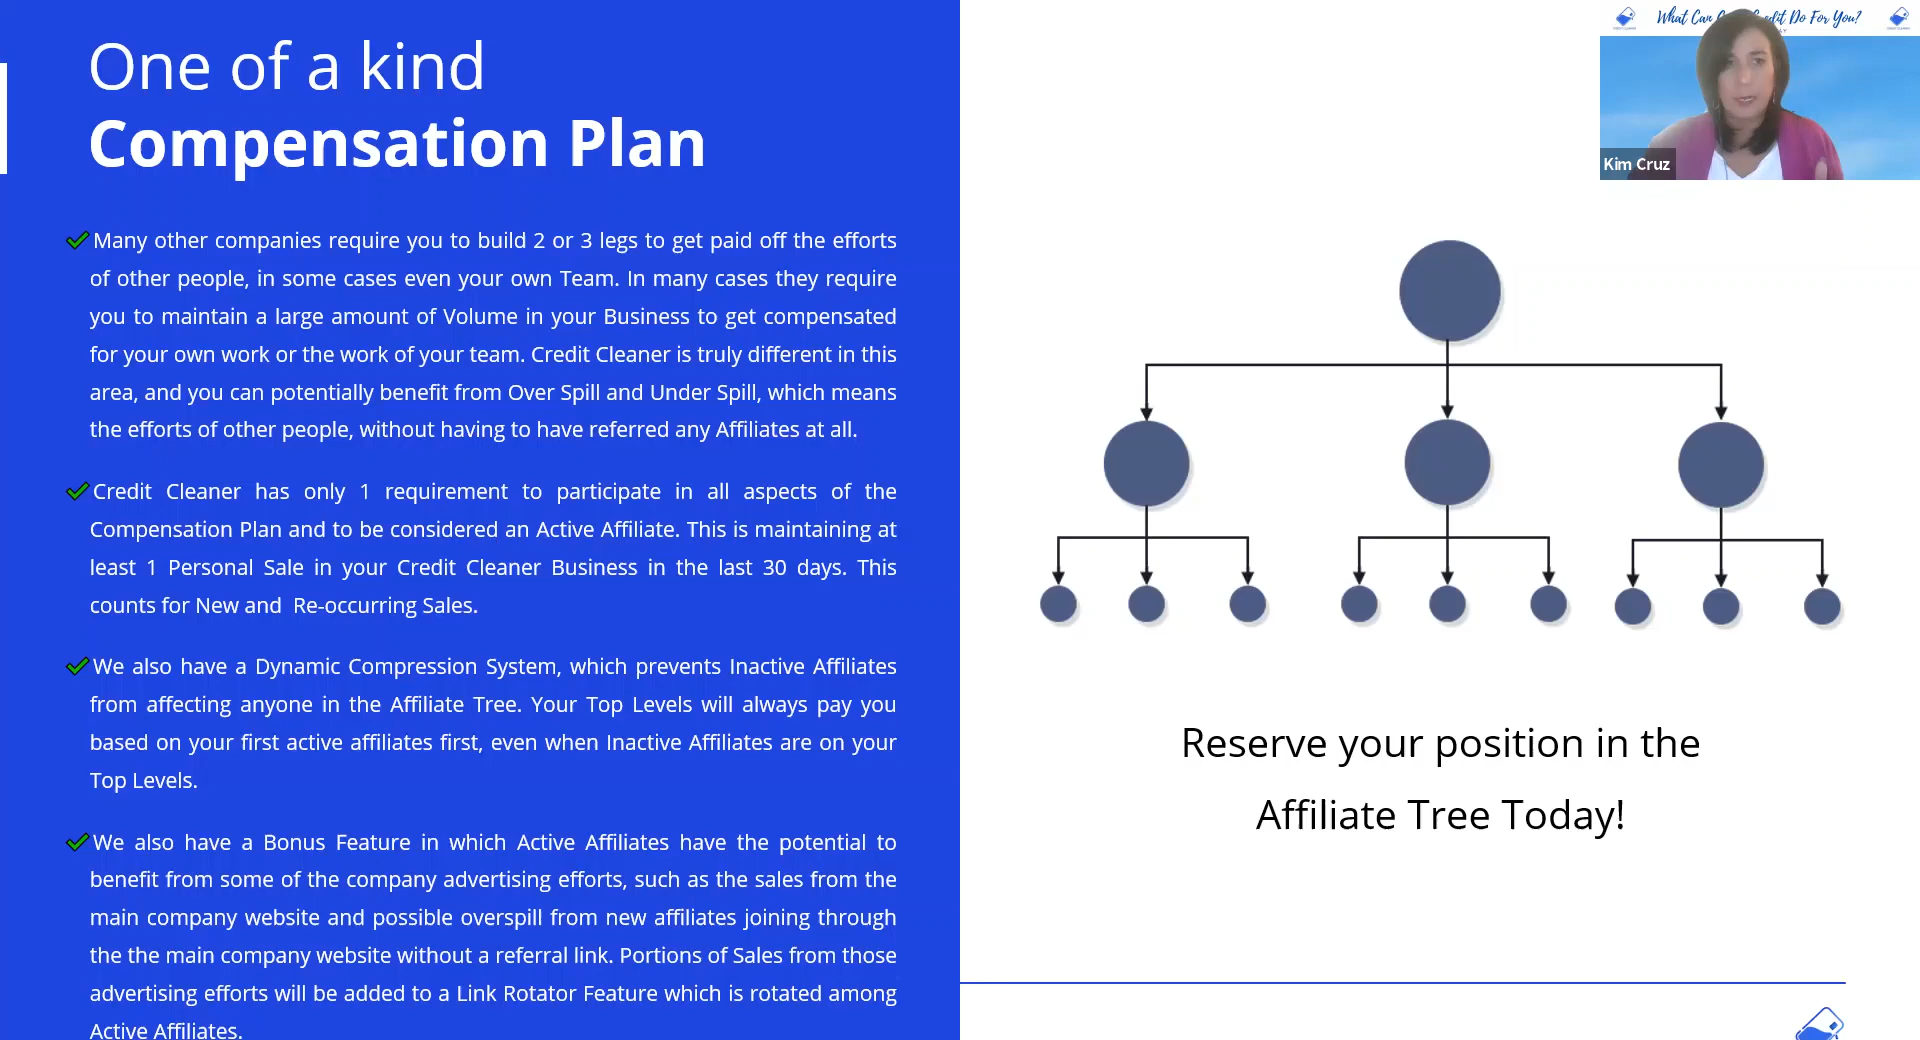 One of a kind
Compensation Plan
Many other companies require you to build 2 or 3 legs to get paid off the efforts
of other people, in some cases even your own Team. In many cases they require
you to maintain a large amount of Volume in your Business to get compensated
for your own work or the work of your team. Credit Cleaner is truly different in this
area, and you can potentially benefit from Over Spill and Under Spill, which means
the efforts of other people, without having to have referred any Affiliates at all.
Credit Cleaner has only 1 requirement to participate in all aspects of the
Compensation Plan and to be considered an Active Affiliate. This is maintaining at
least 1 Personal Sale in your Credit Cleaner Business in the last 30 days. This
counts for New and  Re-occurring Sales.
We also have a Dynamic Compression System, which prevents Inactive Affiliates
from affecting anyone in the Affiliate Tree. Your Top Levels will always pay you
based on your first active affiliates first, even when Inactive Affiliates are on your
Top Levels.
We also have a Bonus Feature in which Active Affiliates have the potential to
benefit from some of the company advertising efforts, such as the sales from the
main company website and possible overspill from new affiliates joining through
the the main company website without a referral link. Portions of Sales from those
advertising efforts will be added to a Link Rotator Feature which is rotated among
Active Affiliates.
What Can Do For You?
Kim Cruz
Reserve your position in the
Affiliate Tree Today!